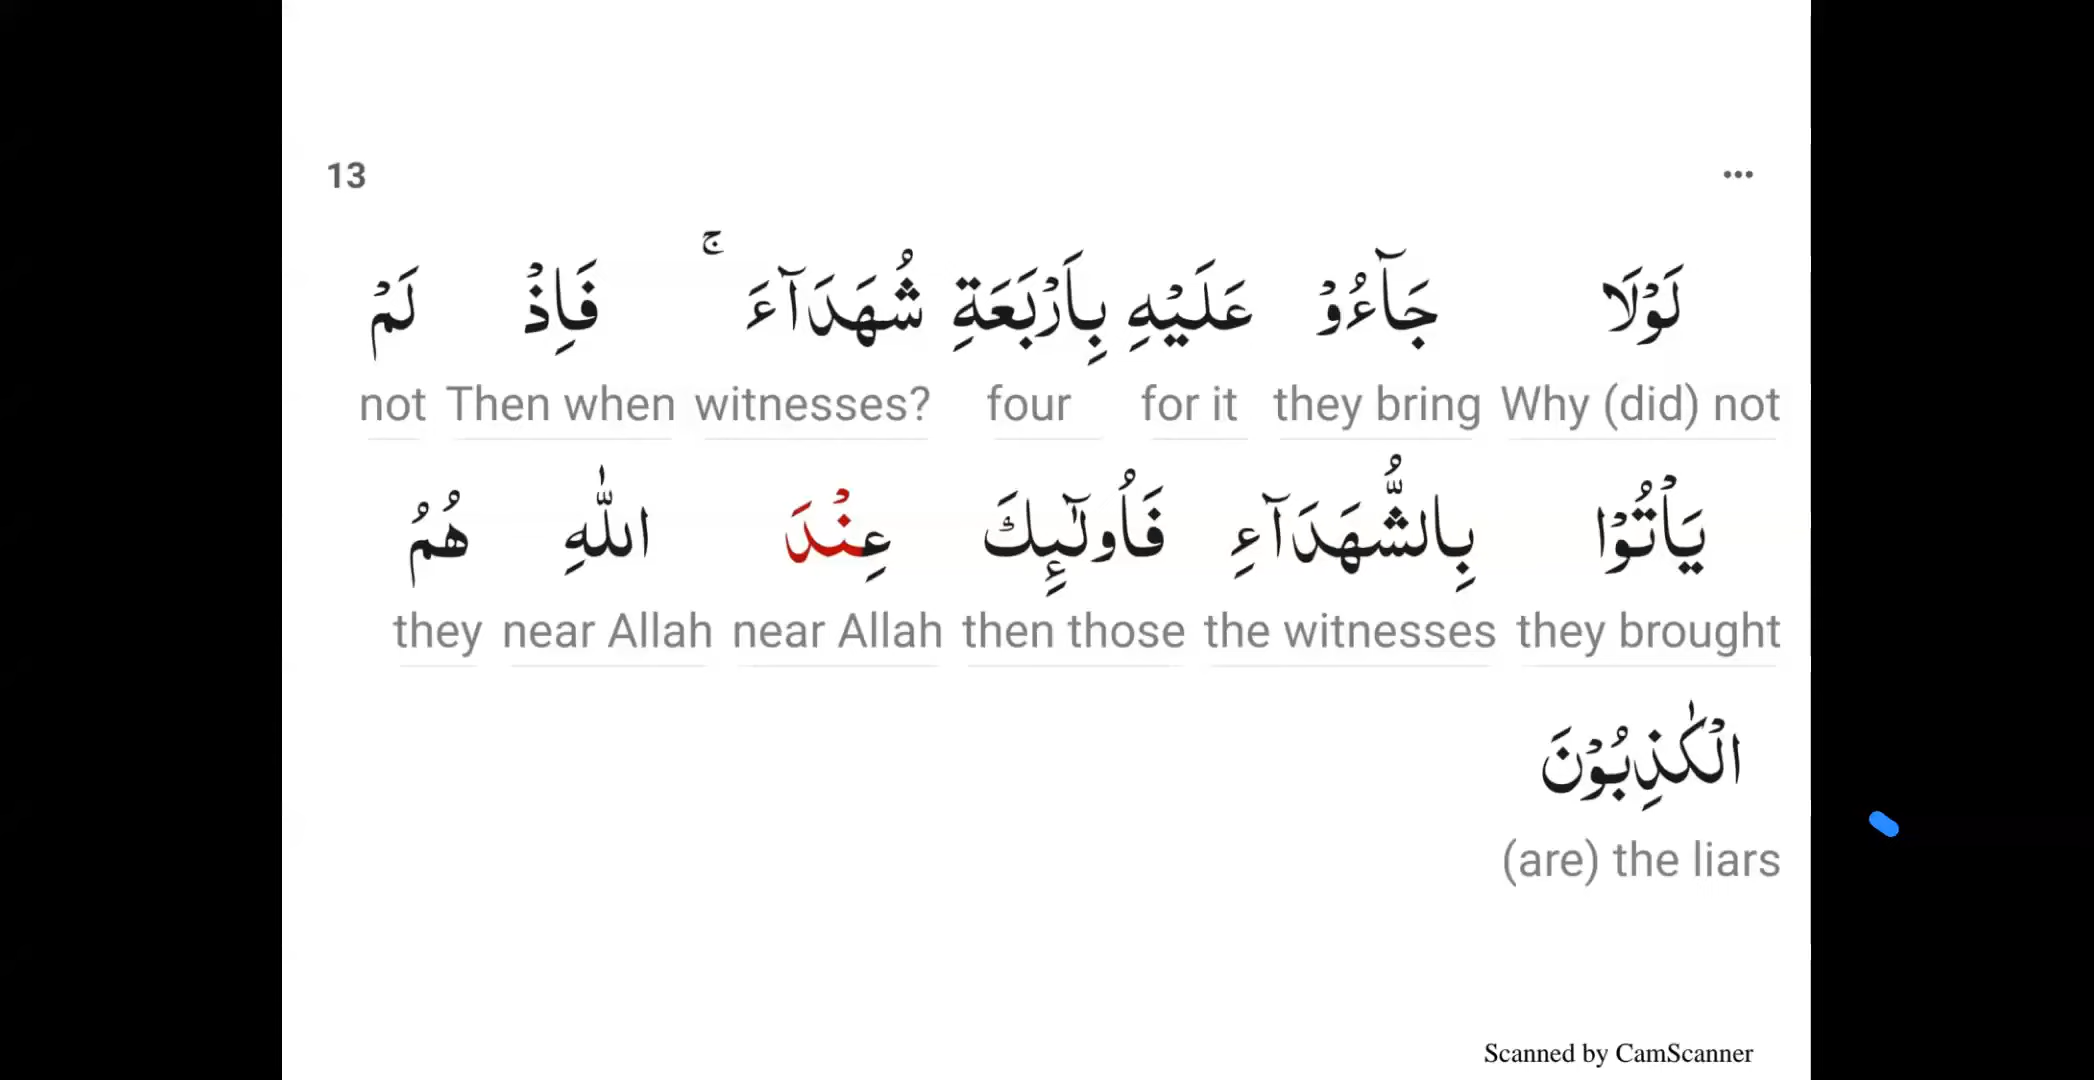 13 ...
لَوْلَا جَآءُوْ عَلَيْهِ بِاَرْبَعَةِ شُهَدَآءَ ۚ فَاِذْ لَمْ
not Then when witnesses? four for it they bring Why (did) not
يَاْتُوْا بِالشُّهَدَآءِ فَاُولٰٓئِكَ عِنْدَ اللّٰهِ هُمُ
they near Allah near Allah then those the witnesses they brought
الْكٰذِبُوْنَ
(are) the liars
Scanned by CamScanner